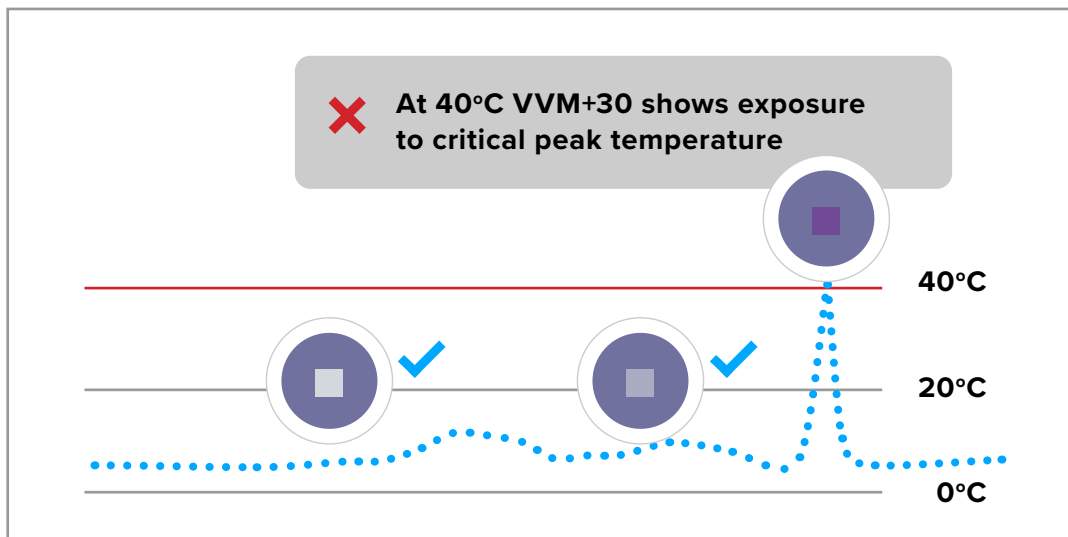 At 40°C VVM+30 shows exposure
to critical peak temperature
40°C
20°C
0°C